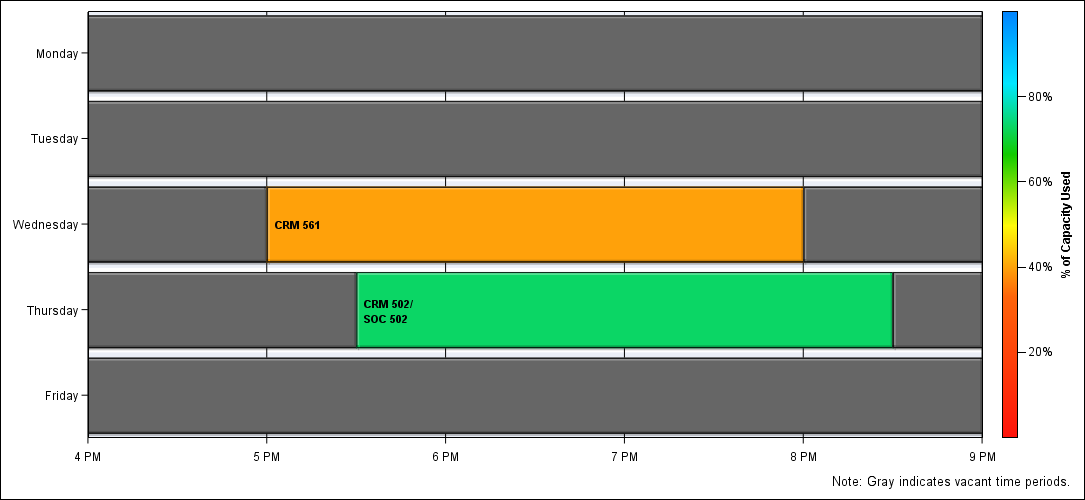 Monday
Tuesday
Wednesday
Thursday
Friday
CRM 561
CRM 502/
SOC 502
4 PM
5 PM
6 PM
7 PM
8 PM
9 PM
80%
60%
40%
20%
% of Capacity Used
Note: Gray indicates vacant time periods.